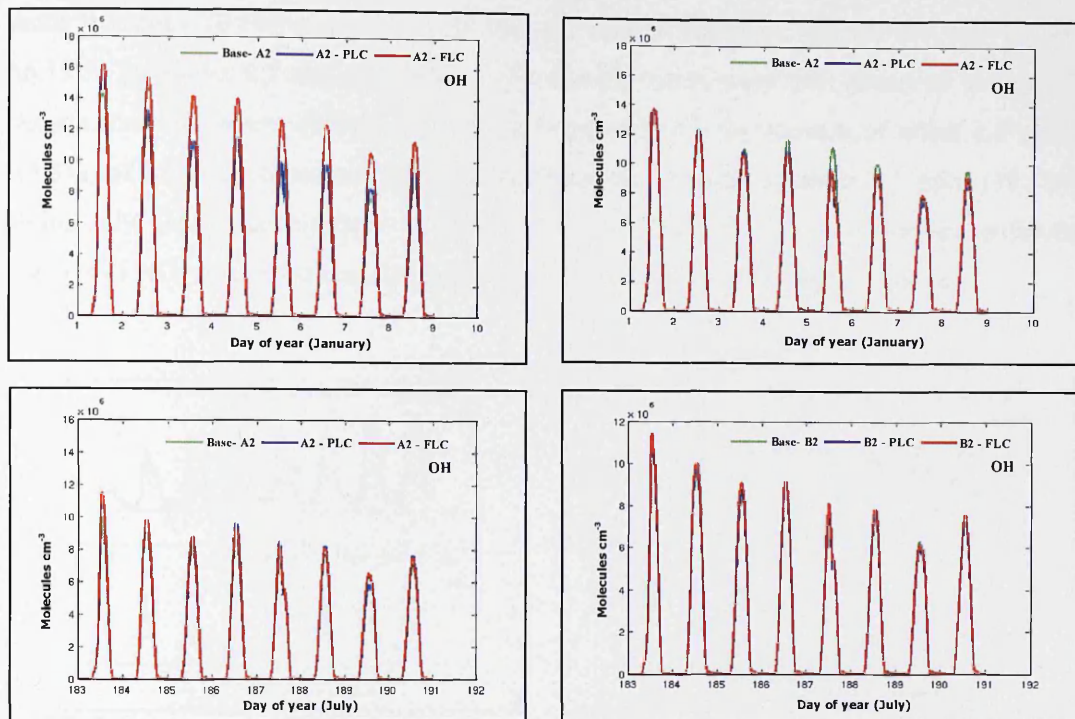 × 10⁶
18
16
14
12
10
8
6
4
2
0
Molecules cm⁻³
Base- A2 A2 - PLC A2 - FLC
OH
1 2 3 4 5 6 7 8 9 10
Day of year (January)
× 10⁶
18
16
14
12
10
8
6
4
2
0
Molecules cm⁻³
Base- A2 A2 - PLC A2 - FLC
OH
1 2 3 4 5 6 7 8 9 10
Day of year (January)
× 10⁶
16
14
12
10
8
6
4
2
0
Molecules cm⁻³
Base- A2 A2 - PLC A2 - FLC
OH
183 184 185 186 187 188 189 190 191 192
Day of year (July)
× 10⁶
12
10
8
6
4
2
0
Molecules cm⁻³
Base- B2 B2 - PLC B2 - FLC
OH
183 184 185 186 187 188 189 190 191 192
Day of year (July)